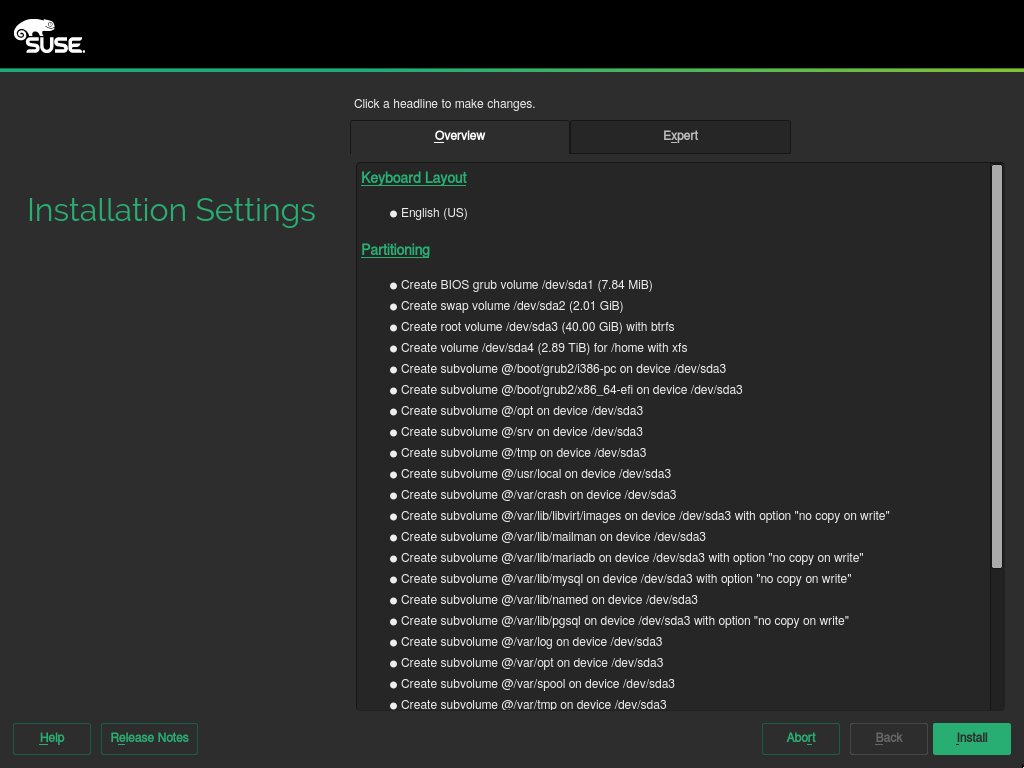 SUSE.
Click a headline to make changes.
Overview
Expert
Installation Settings
Keyboard Layout
● English (US)
Partitioning
● Create BIOS grub volume /dev/sda1 (7.84 MiB)
● Create swap volume /dev/sda2 (2.01 GiB)
● Create root volume /dev/sda3 (40.00 GiB) with btrfs
● Create volume /dev/sda4 (2.89 TiB) for /home with xfs
● Create subvolume @/boot/grub2/i386-pc on device /dev/sda3
● Create subvolume @/boot/grub2/x86_64-efi on device /dev/sda3
● Create subvolume @/opt on device /dev/sda3
● Create subvolume @/srv on device /dev/sda3
● Create subvolume @/tmp on device /dev/sda3
● Create subvolume @/usr/local on device /dev/sda3
● Create subvolume @/var/crash on device /dev/sda3
● Create subvolume @/var/lib/libvirt/images on device /dev/sda3 with option "no copy on write"
● Create subvolume @/var/lib/mailman on device /dev/sda3
● Create subvolume @/var/lib/mariadb on device /dev/sda3 with option "no copy on write"
● Create subvolume @/var/lib/mysql on device /dev/sda3 with option "no copy on write"
● Create subvolume @/var/lib/named on device /dev/sda3
● Create subvolume @/var/lib/pgsql on device /dev/sda3 with option "no copy on write"
● Create subvolume @/var/log on device /dev/sda3
● Create subvolume @/var/opt on device /dev/sda3
● Create subvolume @/var/spool on device /dev/sda3
● Create subvolume @/var/tmp on device /dev/sda3
Help
Release Notes
Abort
Back
Install